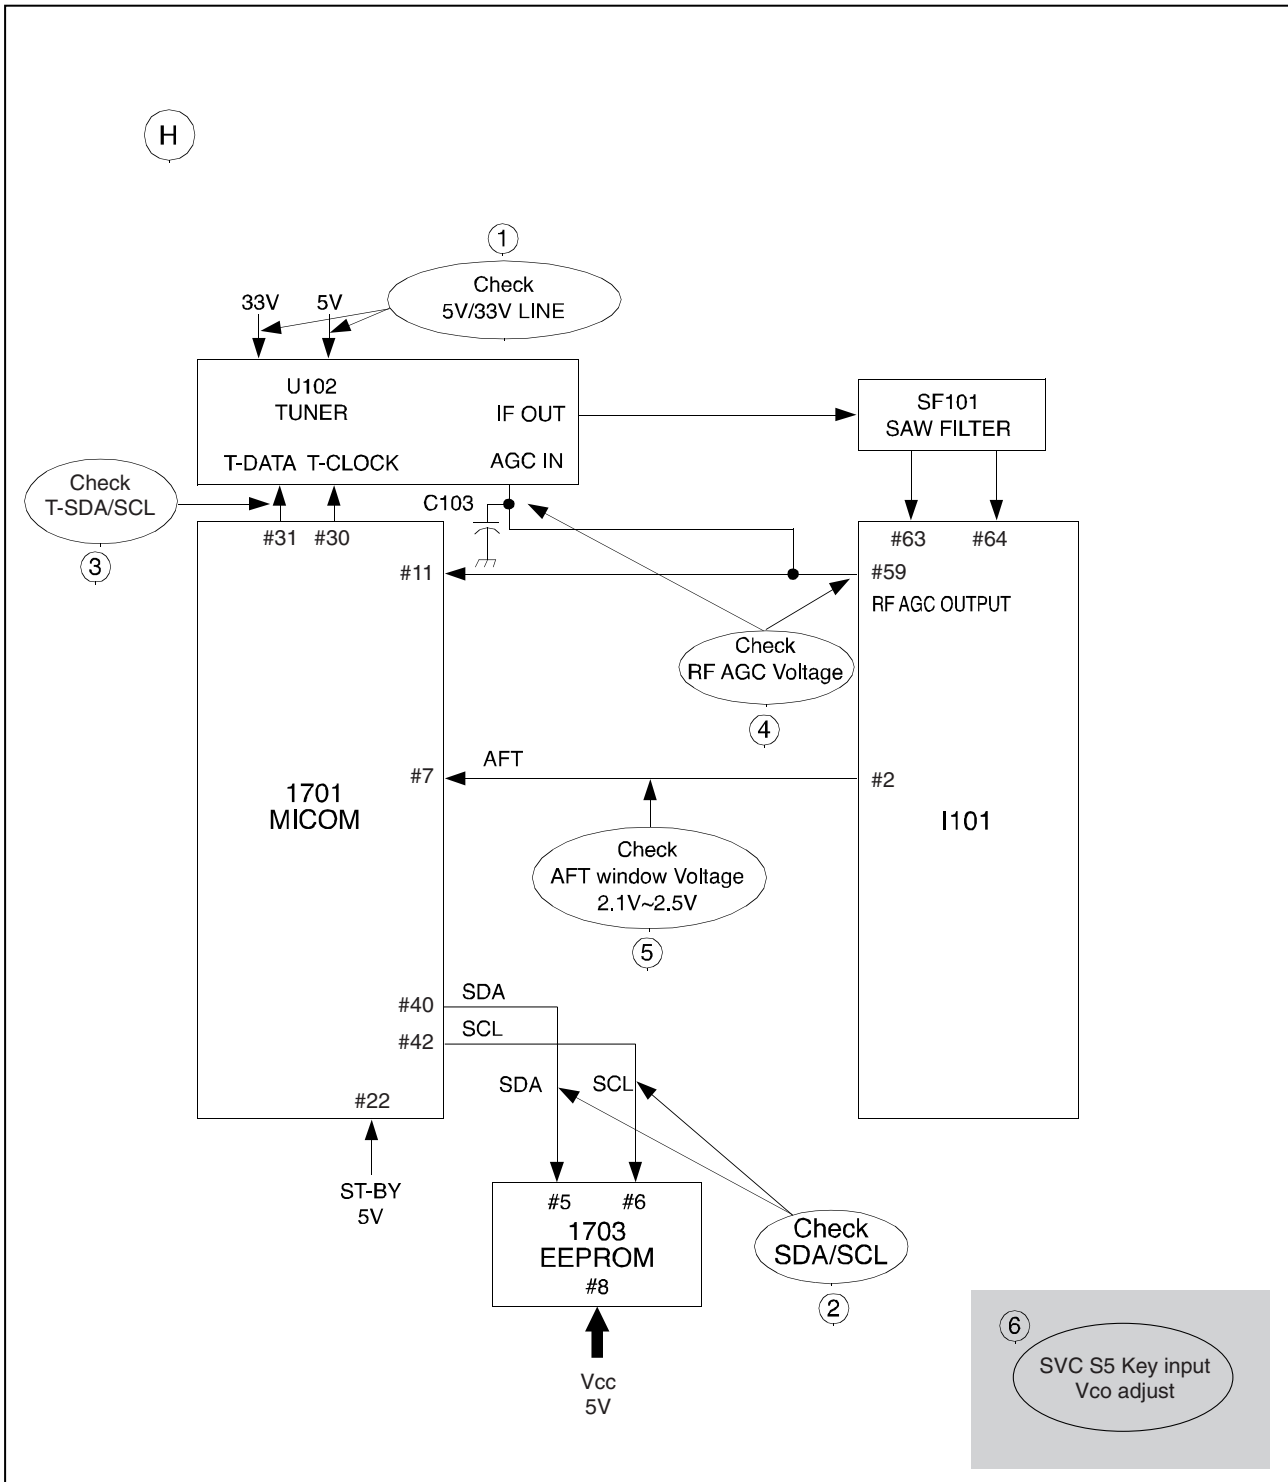 H
1
Check
5V/33V LINE
33V
5V
U102
TUNER
IF OUT
T-DATA
T-CLOCK
AGC IN
SF101
SAW FILTER
Check
T-SDA/SCL
3
C103
#31
#30
#63
#64
#11
#59
RF AGC OUTPUT
Check
RF AGC Voltage
4
AFT
#7
#2
1701
MICOM
I101
Check
AFT window Voltage
2.1V~2.5V
5
#40
SDA
#42
SCL
SDA
SCL
#22
ST-BY
5V
#5
#6
1703
EEPROM
#8
Check
SDA/SCL
2
Vcc
5V
6
SVC S5 Key input
Vco adjust